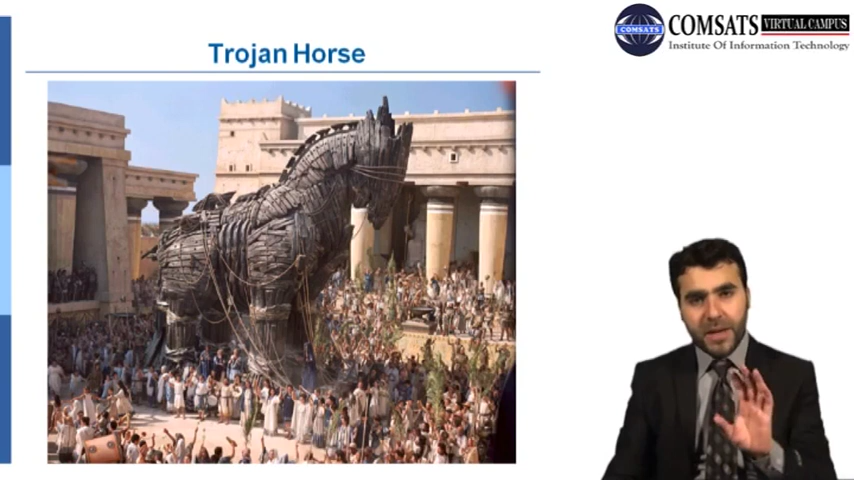 Trojan Horse
COMSATS VIRTUAL CAMPUS
COMSATS
Institute Of Information Technology